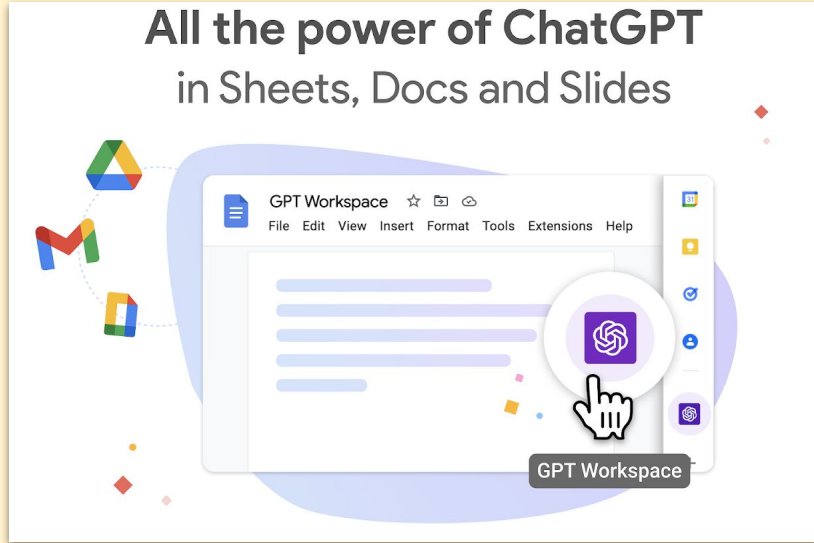 All the power of ChatGPT
in Sheets, Docs and Slides
GPT Workspace
File Edit View Insert Format Tools Extensions Help
31
GPT Workspace